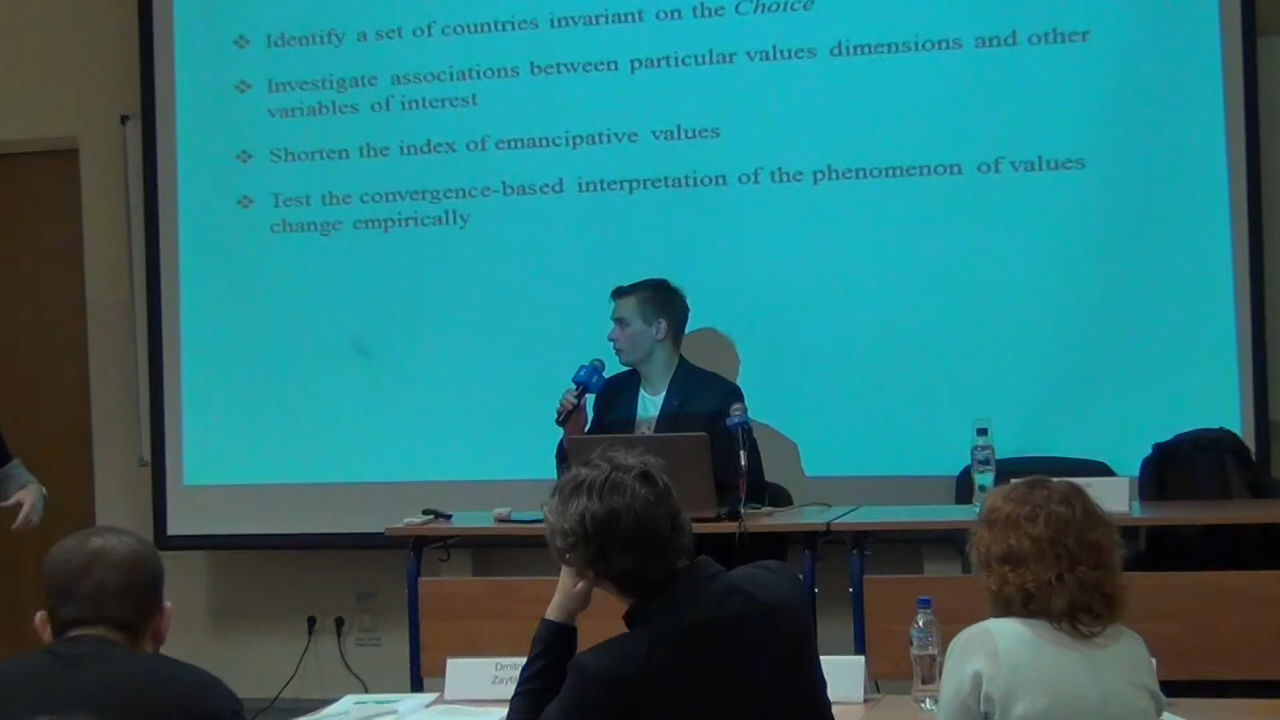 ❖ Identify a set of countries invariant on the Choice
❖ Investigate associations between particular values dimensions and other
variables of interest
❖ Shorten the index of emancipative values
❖ Test the convergence-based interpretation of the phenomenon of values
change empirically